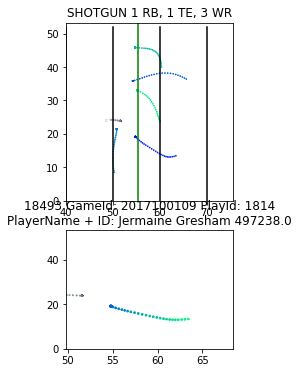 SHOTGUN 1 RB, 1 TE, 3 WR
50
40
30
20
10
0
40 50 60 70
18493 GameId: 2017100109 PlayId: 1814
PlayerName + ID: Jermaine Gresham 497238.0
40
20
0
50 55 60 65